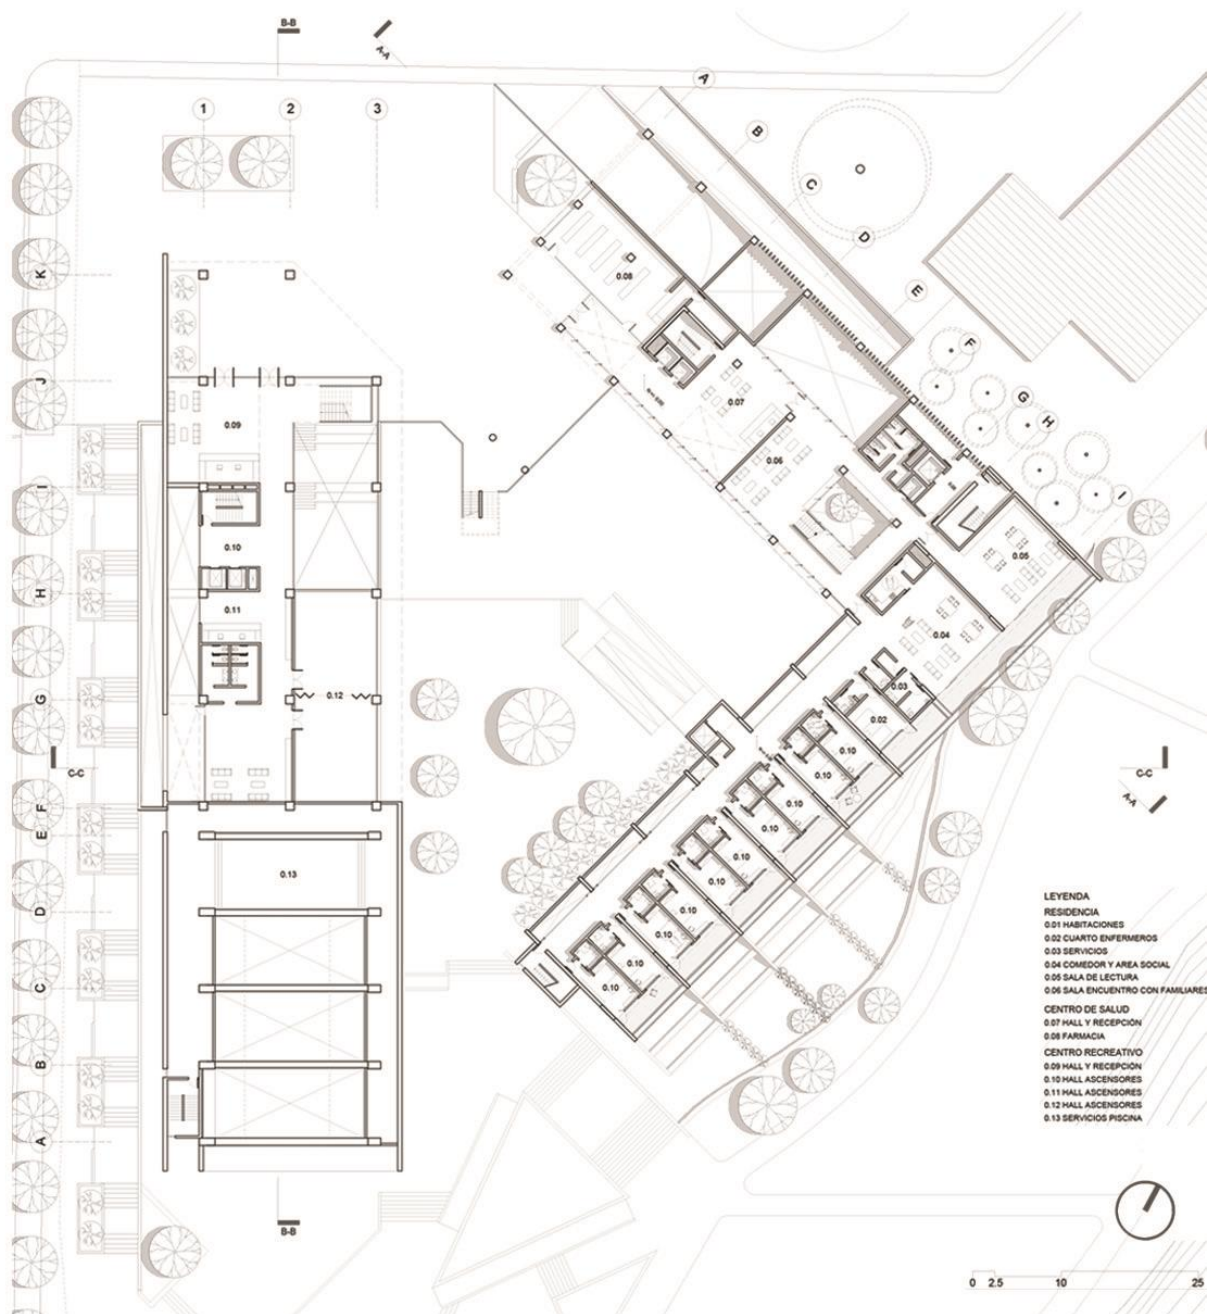 B-B
A-A
1 2 3
A
B
C
D
E
F
G
H
I
K
J
I
H
G
F
E
D
C
B
A
0.08
0.07
0.06
0.05
0.04
0.03
0.02
0.10
0.10
0.10
0.10
0.10
0.10
0.10
0.10
0.10
0.10
0.09
0.10
0.11
0.12
0.13
C-C
C-C
A-A
B-B
LEYENDA
RESIDENCIA
0.01 HABITACIONES
0.02 CUARTO ENFERMEROS
0.03 SERVICIOS
0.04 COMEDOR Y AREA SOCIAL
0.05 SALA DE LECTURA
0.06 SALA ENCUENTRO CON FAMILIARES
CENTRO DE SALUD
0.07 HALL Y RECEPCIÓN
0.08 FARMACIA
CENTRO RECREATIVO
0.09 HALL Y RECEPCIÓN
0.10 HALL ASCENSORES
0.11 HALL ASCENSORES
0.12 HALL ASCENSORES
0.13 SERVICIOS PISCINA
0 2.5 10 25